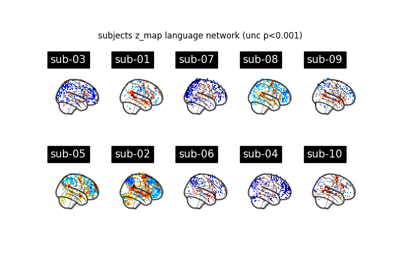 subjects z_map language network (unc p<0.001)
sub-03 sub-01 sub-07 sub-08 sub-09
sub-05 sub-02 sub-06 sub-04 sub-10